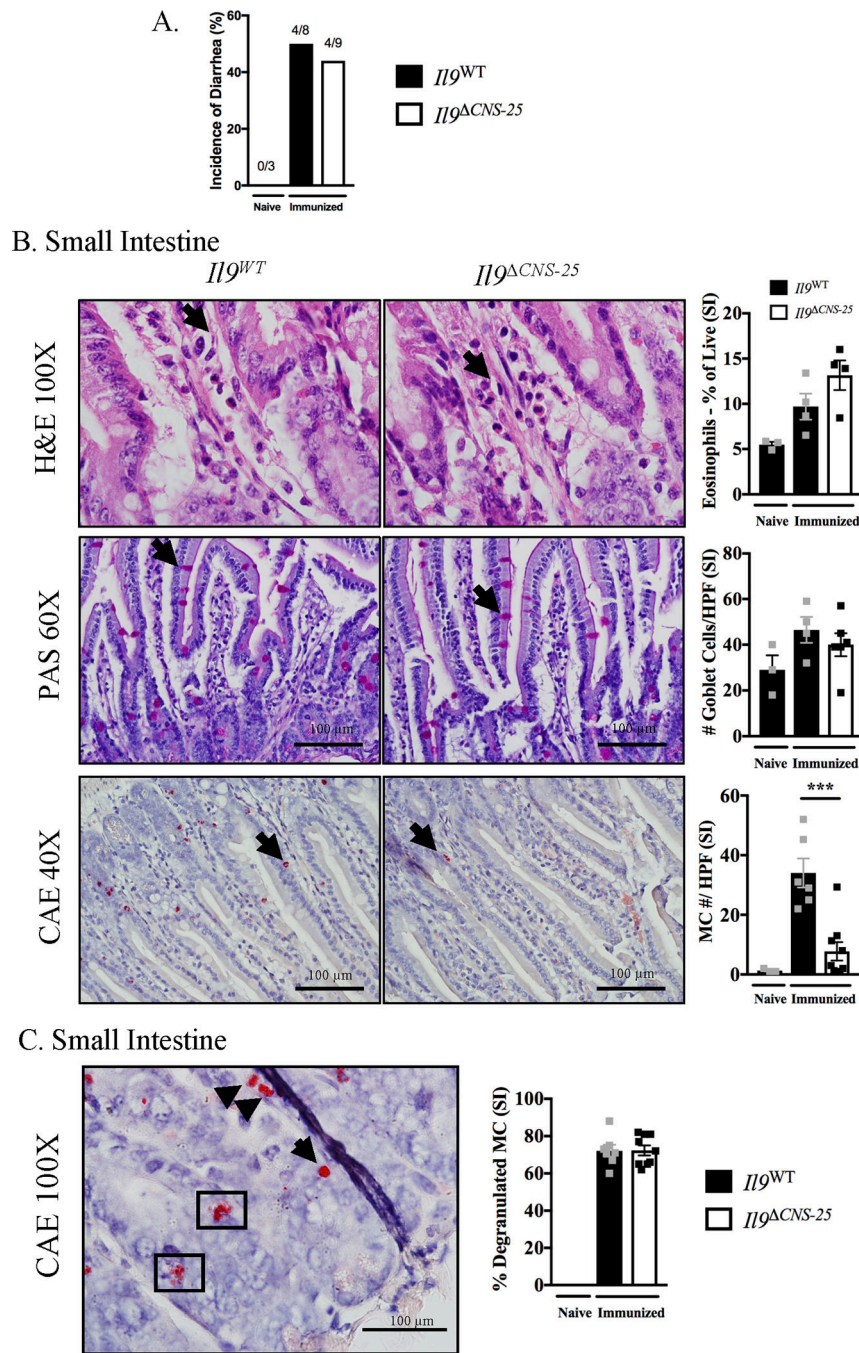 A.
Incidence of Diarrhea (%)
60
40
20
0
4/8
4/9
0/3
Naive
Immunized
Il9WT
Il9ΔCNS-25
B. Small Intestine
Il9WT
Il9ΔCNS-25
H&E 100X
Eosinophils - % of Live (SI)
20
15
10
5
0
Il9WT
Il9ΔCNS-25
Naive
Immunized
PAS 60X
100 µm
100 µm
# Goblet Cells/HPF (SI)
80
60
40
20
0
Naive
Immunized
CAE 40X
100 µm
100 µm
MC #/ HPF (SI)
60
40
20
0
***
Naive
Immunized
C. Small Intestine
CAE 100X
100 µm
% Degranulated MC (SI)
100
80
60
40
20
0
Naive
Immunized
Il9WT
Il9ΔCNS-25